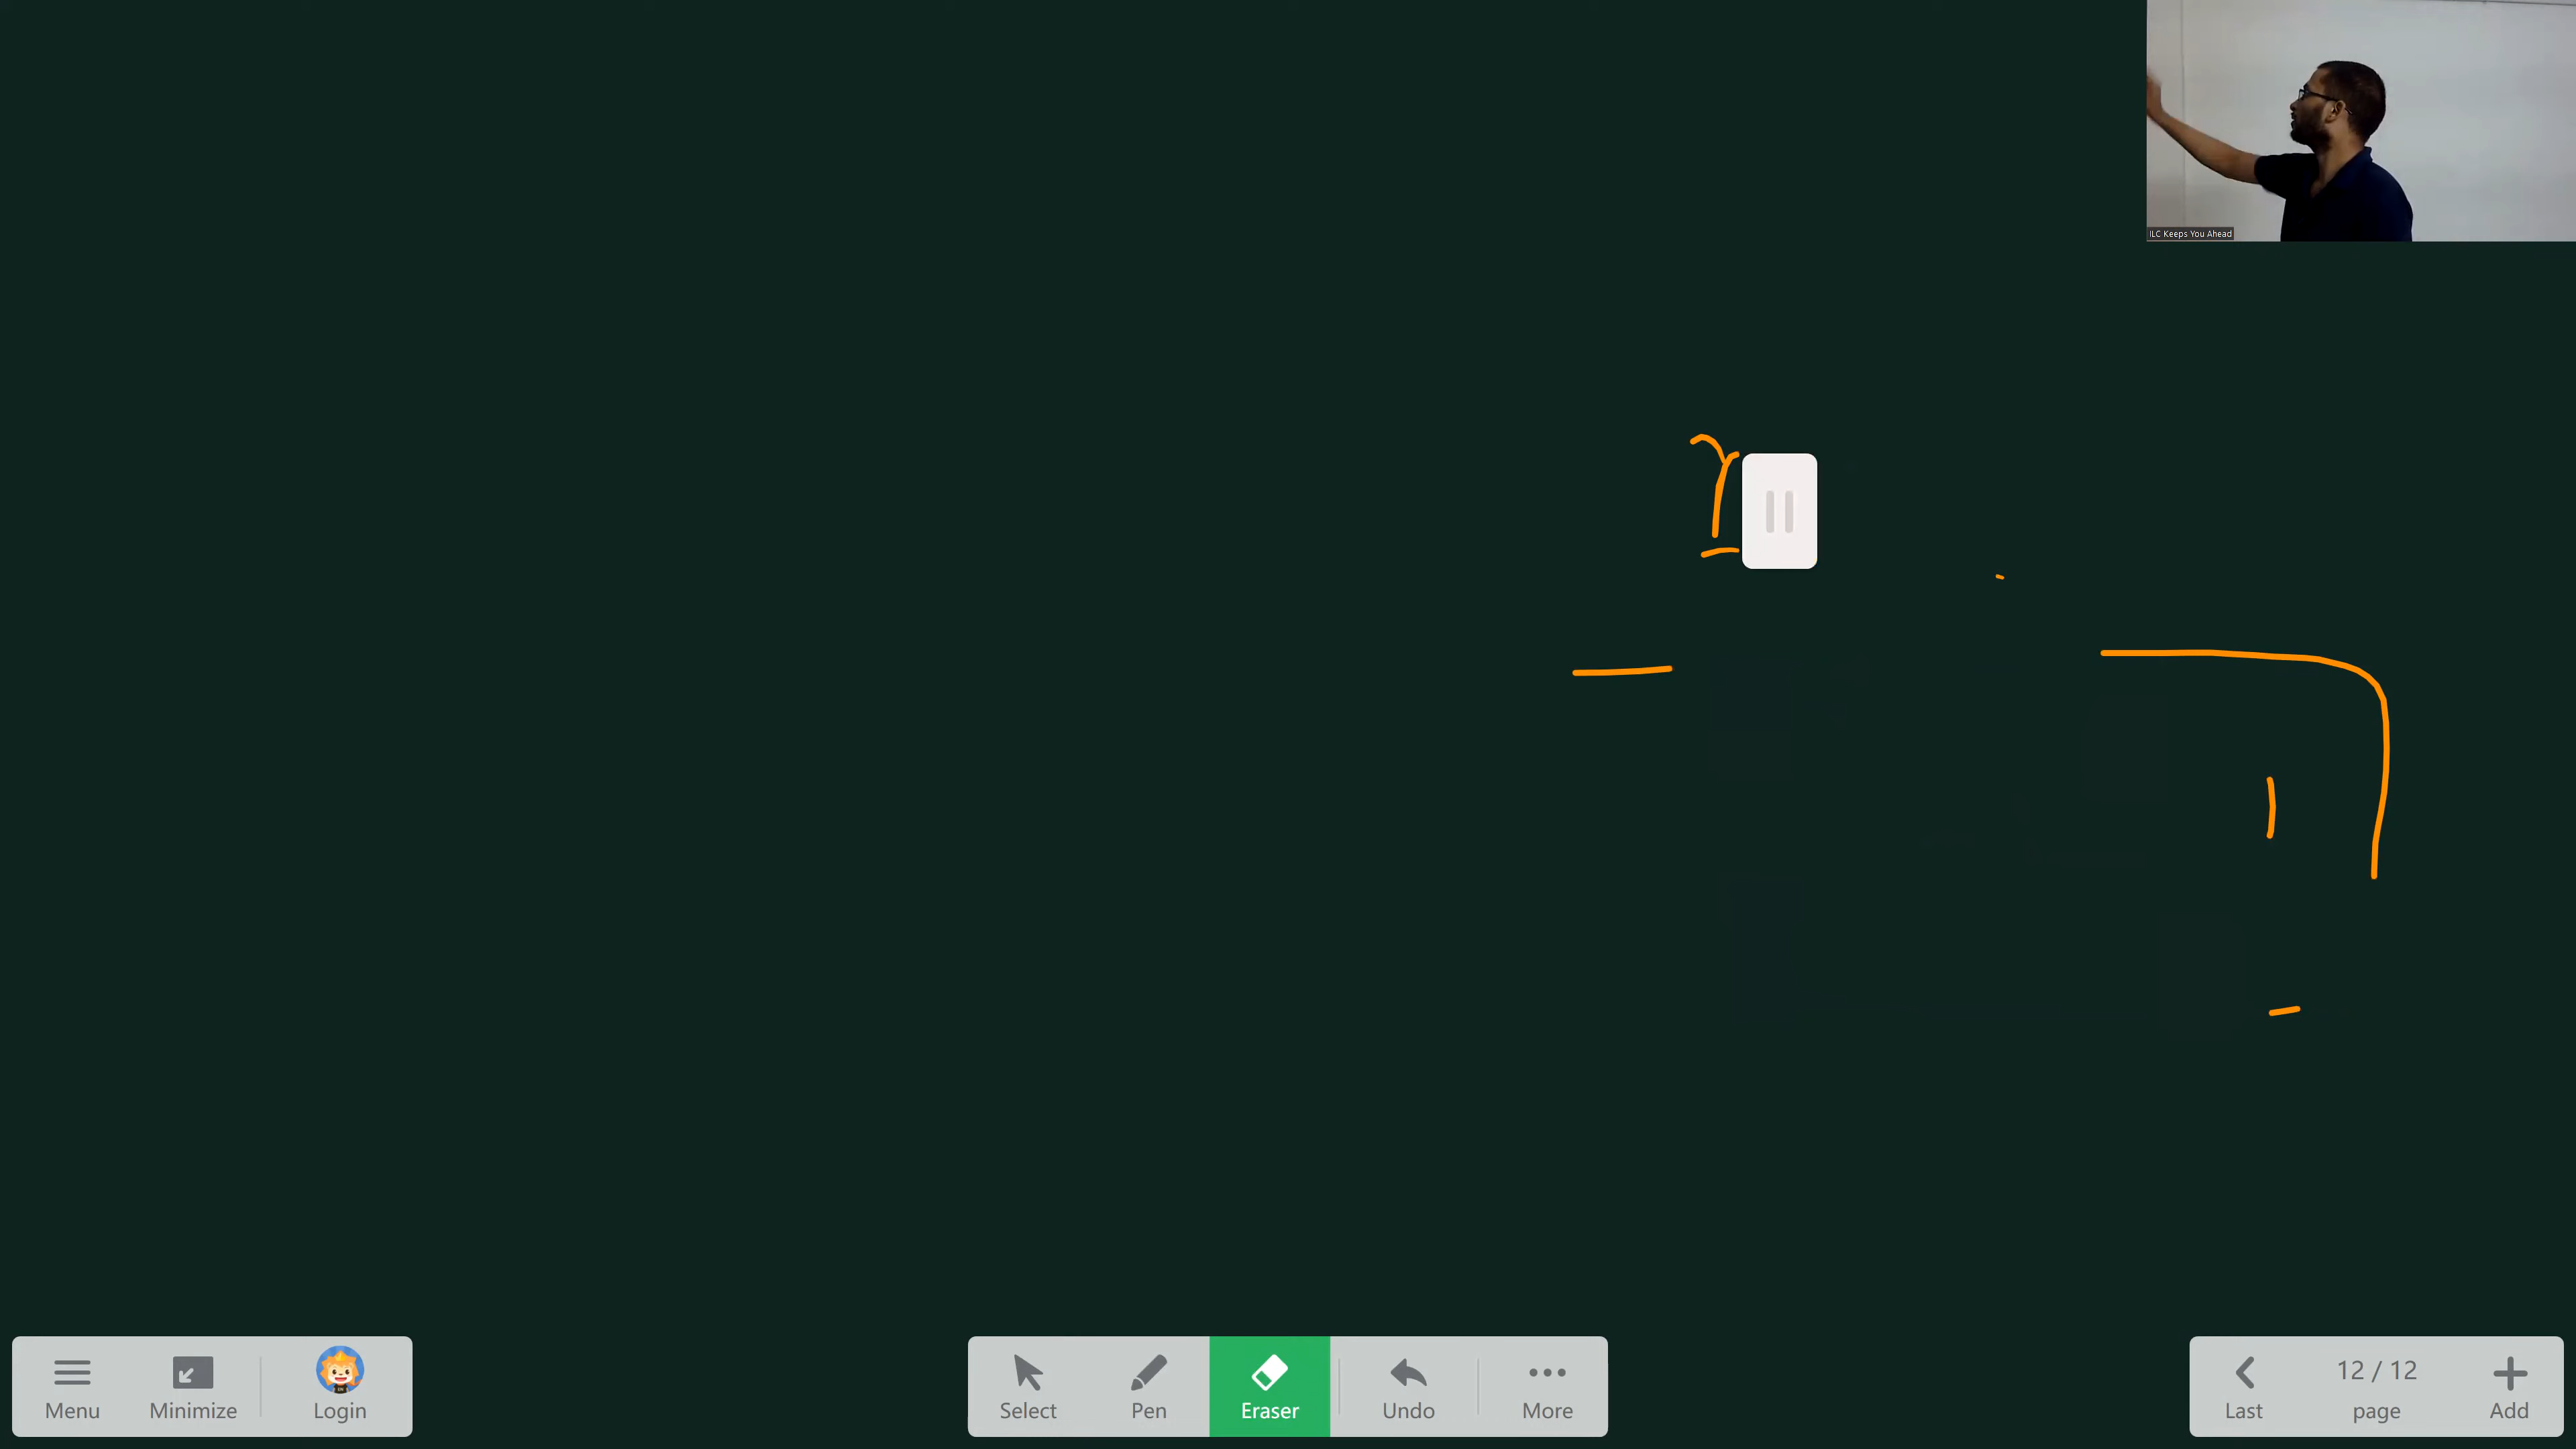 ILC Keeps You Ahead
Menu
Minimize
Login
Select
Pen
Eraser
Undo
More
Last
12 / 12
page
Add